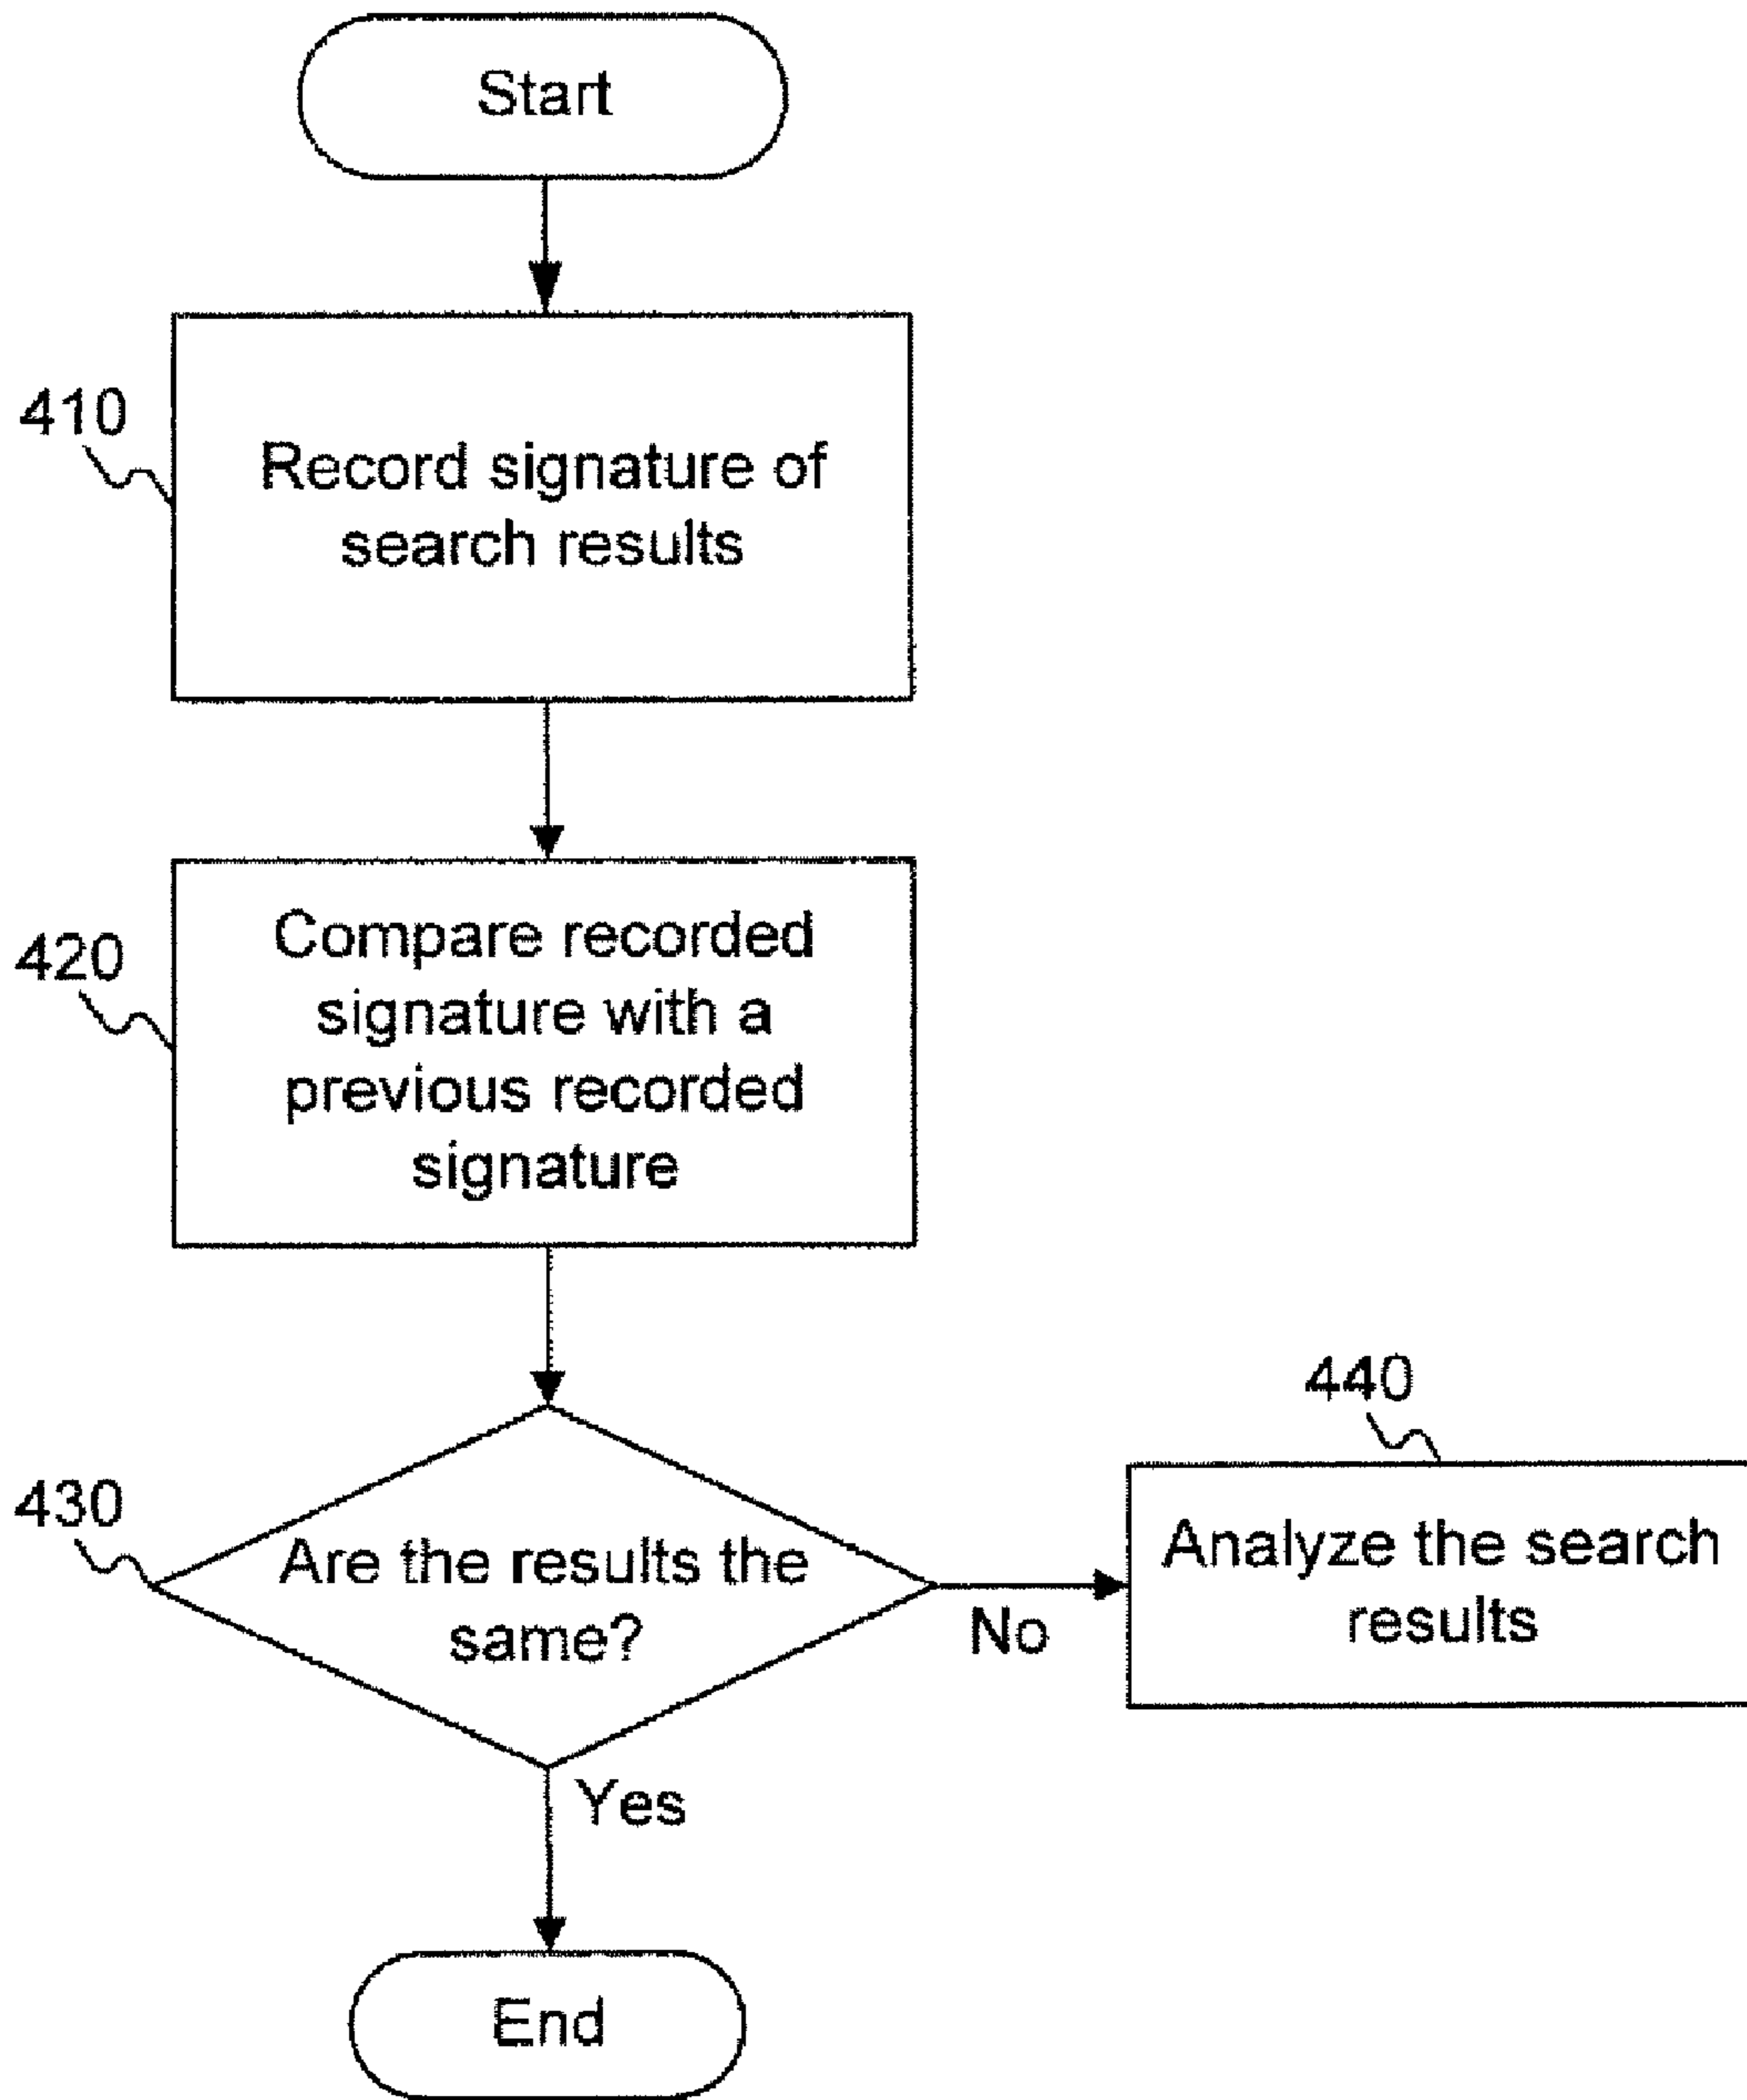 Start
410
Record signature of
search results
420
Compare recorded
signature with a
previous recorded
signature
430
Are the results the
same?
No
440
Analyze the search
results
Yes
End